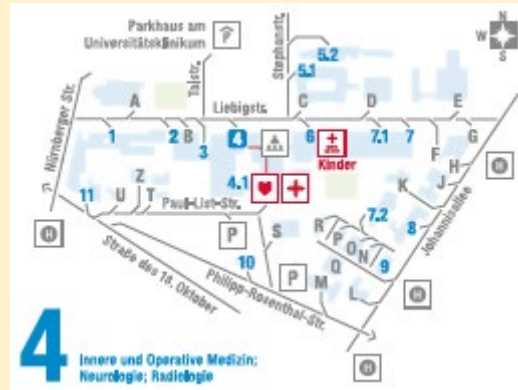 Parkhaus am
Universitätsklinikum
N
W
S
Stephanstr.
5.2
5.1
Talstr.
Nürnberger Str.
A
Liebigstr.
C
D
E
1
2
B
3
4
6
7.1
7
F
G
Kinder
H
H
J
K
4.1
11
U
Z
T
Paul-List-Str.
7.2
8
Johannisallee
R
P
O
N
S
H
P
Straße des 18. Oktober
10
Q
9
P
M
L
H
Philipp-Rosenthal-Str.
H
4
Innere und Operative Medizin;
Neurologie; Radiologie